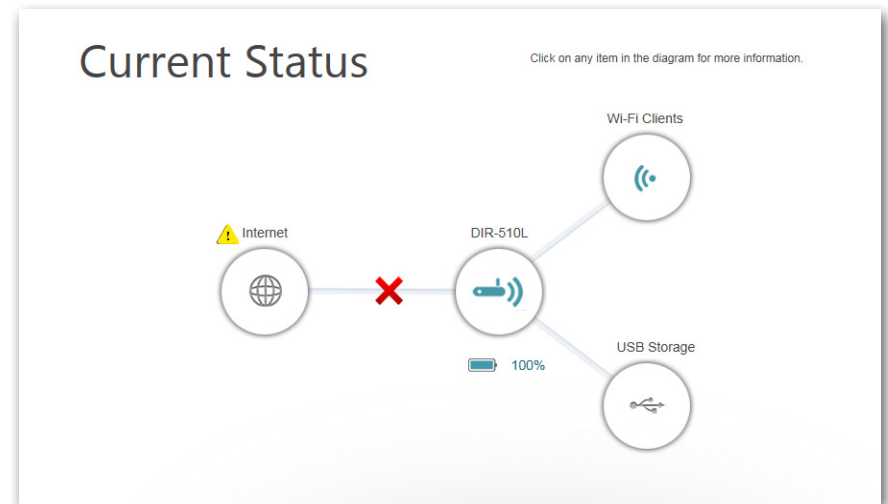 Current Status
Click on any item in the diagram for more information.
Wi-Fi Clients
Internet
DIR-510L
USB Storage
100%